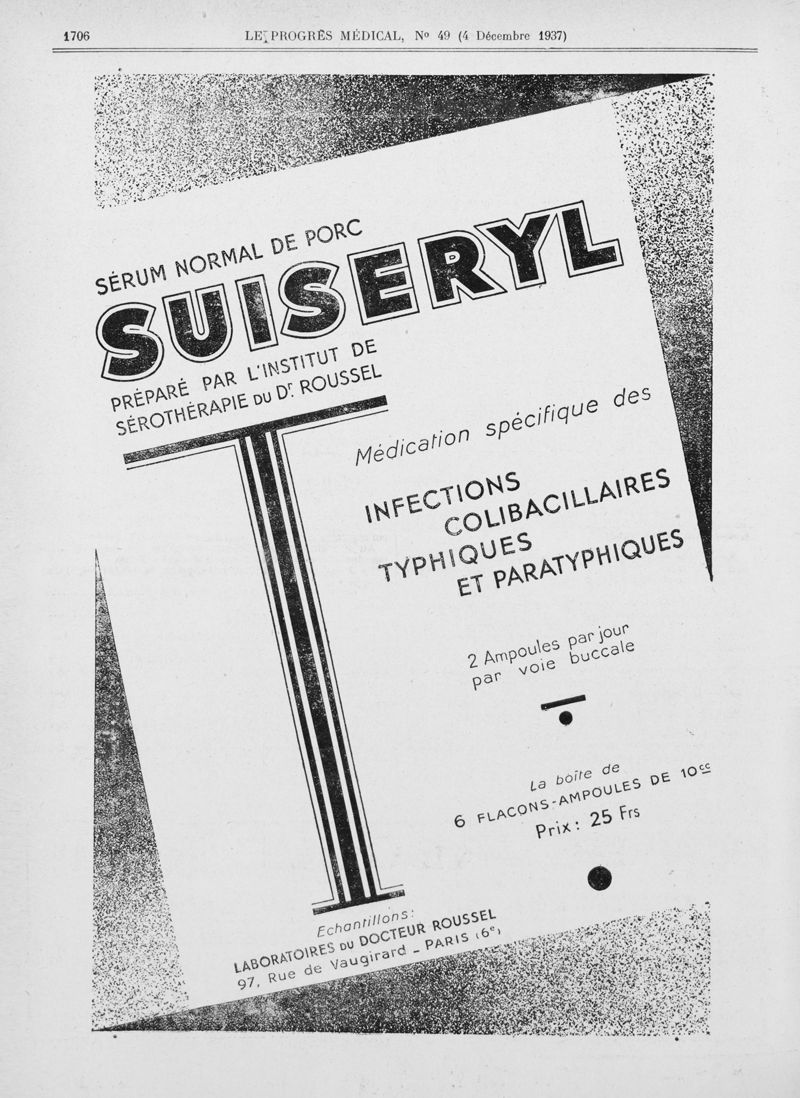 1706
LE PROGRÈS MÉDICAL, No 49 (4 Décembre 1937)
SÉRUM NORMAL DE PORC
SUISERYL
PRÉPARÉ PAR L'INSTITUT DE
SÉROTHÉRAPIE DU Dr. ROUSSEL
Médication spécifique des
INFECTIONS
COLIBACILLAIRES
TYPHIQUES
ET PARATYPHIQUES
2 Ampoules par jour
par voie buccale
La boîte de
6 FLACONS-AMPOULES DE 10cc
Prix: 25 Frs
Echantillons:
LABORATOIRES DU DOCTEUR ROUSSEL
97, Rue de Vaugirard - PARIS (6e)